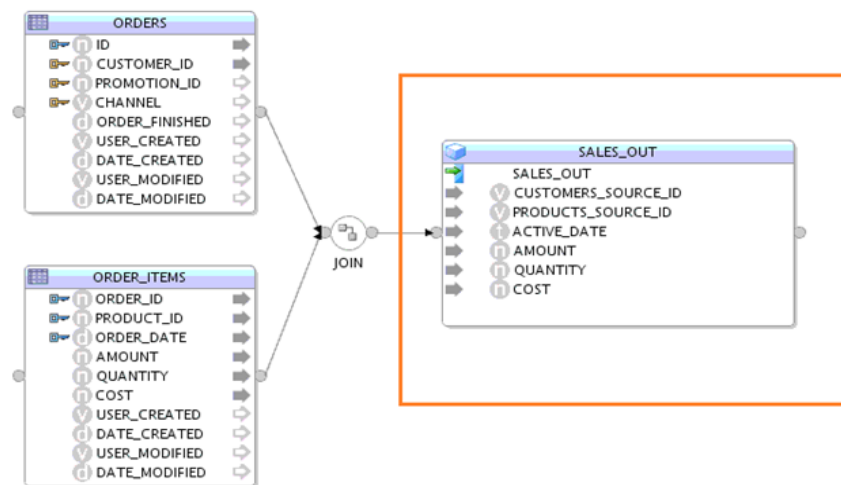 ORDERS
n ID
n CUSTOMER_ID
n PROMOTION_ID
v CHANNEL
d ORDER_FINISHED
v USER_CREATED
d DATE_CREATED
v USER_MODIFIED
d DATE_MODIFIED
JOIN
ORDER_ITEMS
n ORDER_ID
n PRODUCT_ID
d ORDER_DATE
n AMOUNT
n QUANTITY
n COST
v USER_CREATED
d DATE_CREATED
v USER_MODIFIED
d DATE_MODIFIED
SALES_OUT
SALES_OUT
v CUSTOMERS_SOURCE_ID
v PRODUCTS_SOURCE_ID
t ACTIVE_DATE
n AMOUNT
n QUANTITY
n COST